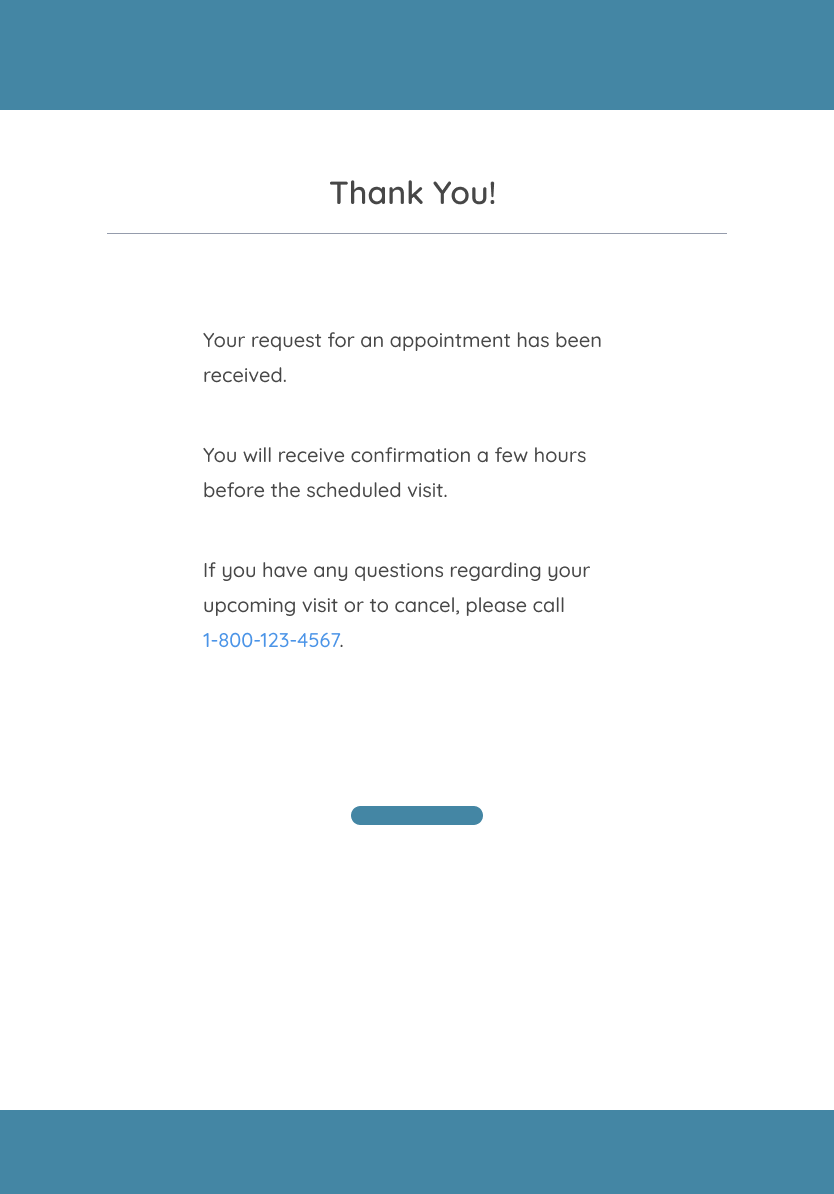 Thank You!
Your request for an appointment has been
received.
You will receive confirmation a few hours
before the scheduled visit.
If you have any questions regarding your
upcoming visit or to cancel, please call
1-800-123-4567.